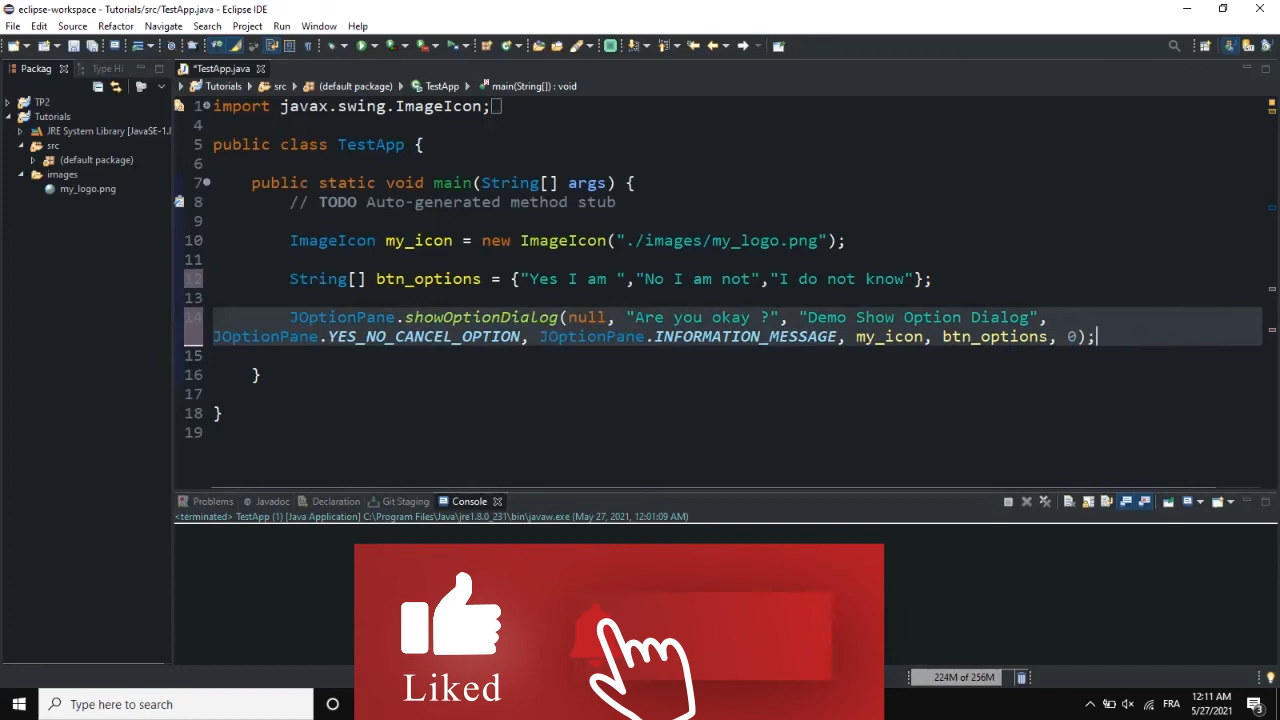 eclipse-workspace - Tutorials/src/TestApp.java - Eclipse IDE
File Edit Source Refactor Navigate Search Project Run Window Help
Packag Type Hi
*TestApp.java
Tutorials src (default package) TestApp main(String[]) : void
TP2
Tutorials
JRE System Library [JavaSE-1.
src
(default package)
images
my_logo.png
1 import javax.swing.ImageIcon;
4
5 public class TestApp {
6
7 public static void main(String[] args) {
8 // TODO Auto-generated method stub
9
10 ImageIcon my_icon = new ImageIcon("./images/my_logo.png");
11
12 String[] btn_options = {"Yes I am ","No I am not","I do not know"};
13
14 JOptionPane.showOptionDialog(null, "Are you okay ?", "Demo Show Option Dialog",
JOptionPane.YES_NO_CANCEL_OPTION, JOptionPane.INFORMATION_MESSAGE, my_icon, btn_options, 0);
15
16 }
17
18 }
19
Problems Javadoc Declaration Git Staging Console
<terminated> TestApp (1) [Java Application] C:\Program Files\Java\jre1.8.0_231\bin\javaw.exe (May 27, 2021, 12:01:09 AM)
Liked
224M of 256M
Type here to search
FRA
12:11 AM
5/27/2021
3